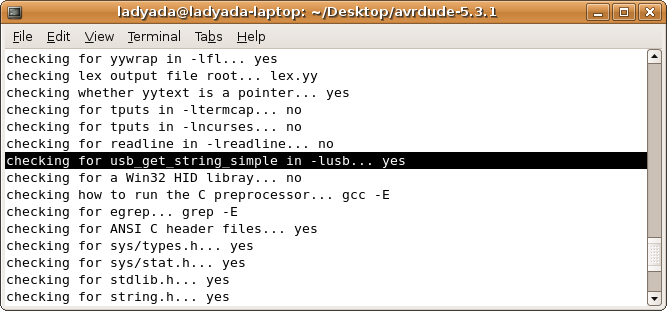 ladyada@ladyada-laptop: ~/Desktop/avrdude-5.3.1
File Edit View Terminal Tabs Help
checking for yywrap in -lfl... yes
checking lex output file root... lex.yy
checking whether yytext is a pointer... yes
checking for tputs in -ltermcap... no
checking for tputs in -lncurses... no
checking for readline in -lreadline... no
checking for usb_get_string_simple in -lusb... yes
checking for a Win32 HID libray... no
checking how to run the C preprocessor... gcc -E
checking for egrep... grep -E
checking for ANSI C header files... yes
checking for sys/types.h... yes
checking for sys/stat.h... yes
checking for stdlib.h... yes
checking for string.h... yes